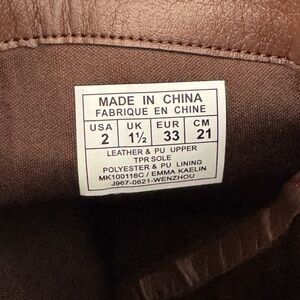 MADE IN CHINA
FABRIQUE EN CHINE
USA UK EUR CM
2 1½ 33 21
LEATHER & PU UPPER
TPR SOLE
POLYESTER & PU LINING
MK100116C / EMMA KAELIN
J967-0621-WENZHOU